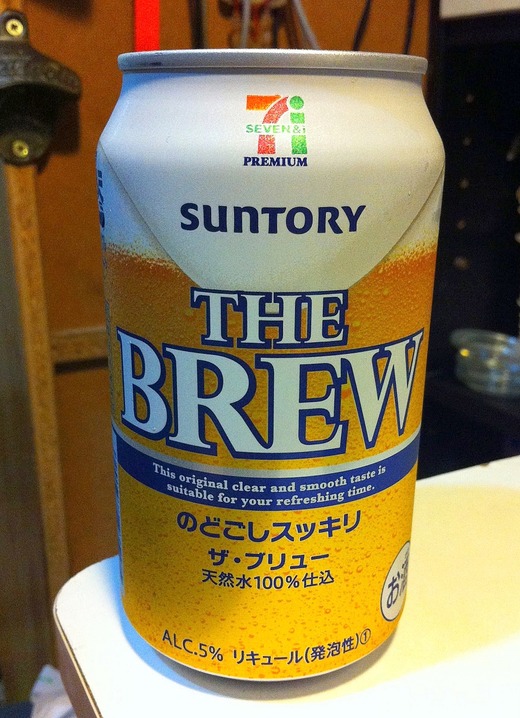 7i
SEVEN&i
PREMIUM
SUNTORY
THE
BREW
This original clear and smooth taste is
suitable for your refreshing time.
のどごしスッキリ
ザ・ブリュー
天然水100%仕込
お酒
ALC.5% リキュール(発泡性)①